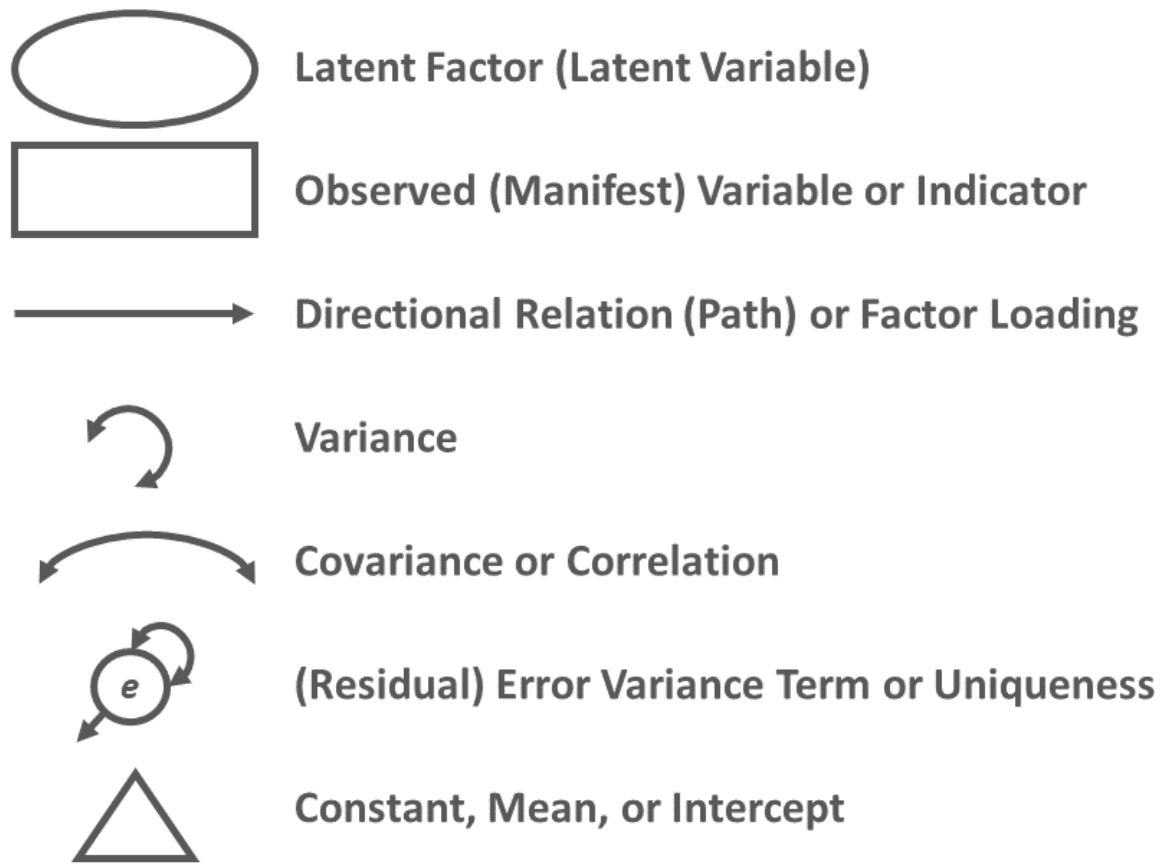 Latent Factor (Latent Variable)
Observed (Manifest) Variable or Indicator
Directional Relation (Path) or Factor Loading
Variance
Covariance or Correlation
e
(Residual) Error Variance Term or Uniqueness
Constant, Mean, or Intercept